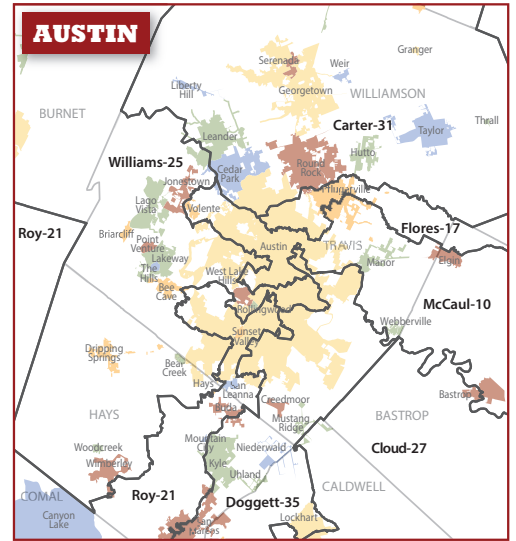 AUSTIN
Granger
Serenada
Weir
Georgetown
Liberty
Hill
WILLIAMSON
BURNET
Thrall
Carter-31
Taylor
Leander
Hutto
Williams-25
Cedar
Park
Round
Rock
Jonestown
Pflugerville
Lago
Vista
Volente
Flores-17
Roy-21
Briarcliff
Point
Venture
Austin
TRAVIS
Lakeway
Manor
Elgin
The
Hills
West Lake
Hills
Bee
Cave
McCaul-10
Rollingwood
Webberville
Sunset
Valley
Dripping
Springs
Bear
Creek
Hays
San
Leanna
Bastrop
Creedmoor
Buda
HAYS
Mustang
Ridge
BASTROP
Woodcreek
Mountain
City
Niederwald
Cloud-27
Wimberley
Kyle
Uhland
CALDWELL
COMAL
Roy-21
Doggett-35
Canyon
Lake
Lockhart
San
Marcos